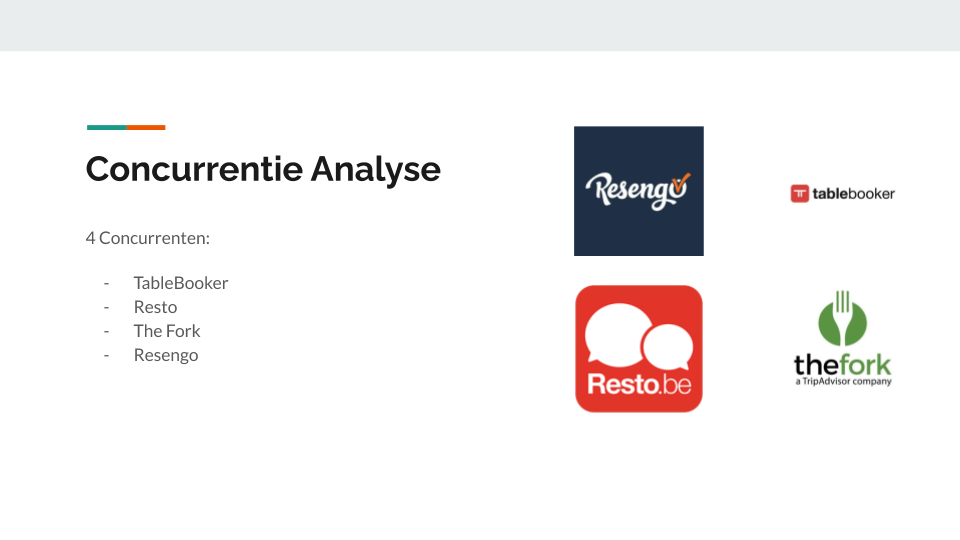 Concurrentie Analyse
4 Concurrenten:
- TableBooker
- Resto
- The Fork
- Resengo
Resengo
tablebooker
Resto.be
thefork
a TripAdvisor company